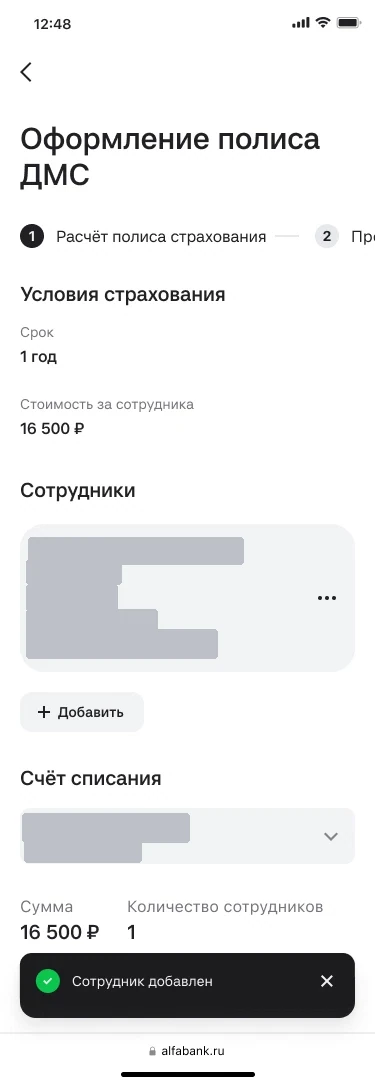 12:48
Оформление полиса
ДМС
1 Расчёт полиса страхования 2
Условия страхования
Срок
1 год
Стоимость за сотрудника
16 500 ₽
Сотрудники
Добавить
Счёт списания
Сумма Количество сотрудников
16 500 ₽ 1
Сотрудник добавлен
alfabank.ru